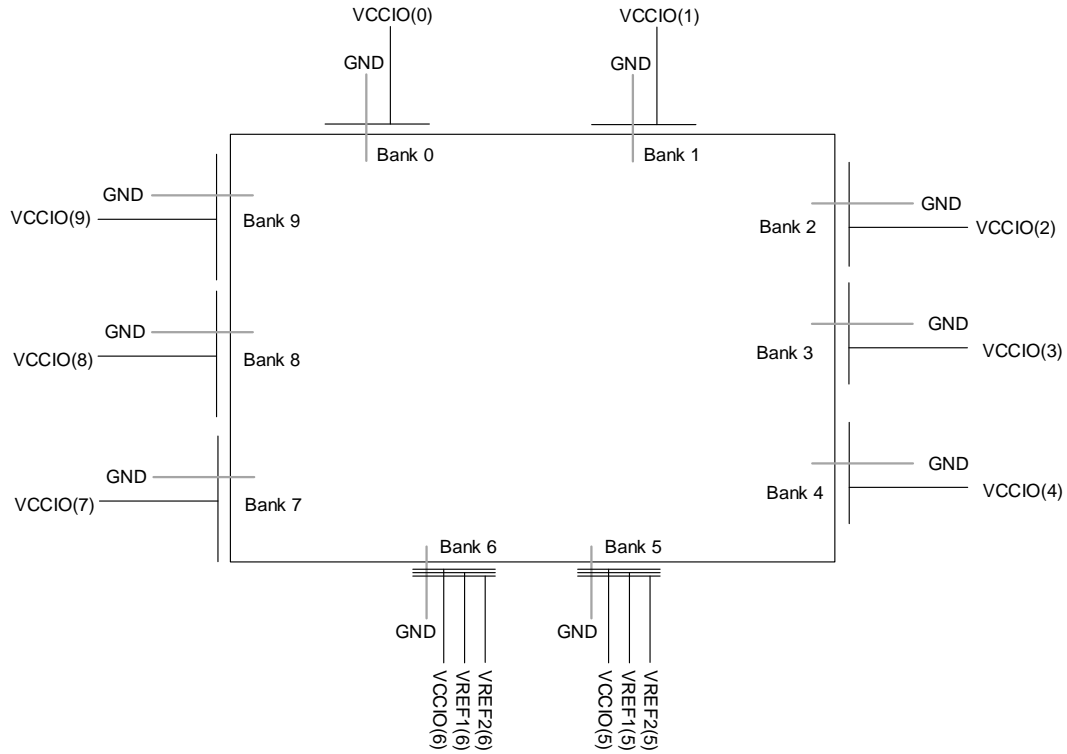 VCCIO(0)
VCCIO(1)
GND
GND
Bank 0
Bank 1
GND
VCCIO(9)
Bank 9
GND
VCCIO(2)
Bank 2
GND
VCCIO(8)
Bank 8
GND
VCCIO(3)
Bank 3
GND
VCCIO(7)
Bank 7
GND
VCCIO(4)
Bank 4
Bank 6
Bank 5
GND
GND
VCCIO(6)
VREF1(6)
VREF2(6)
VCCIO(5)
VREF1(5)
VREF2(5)